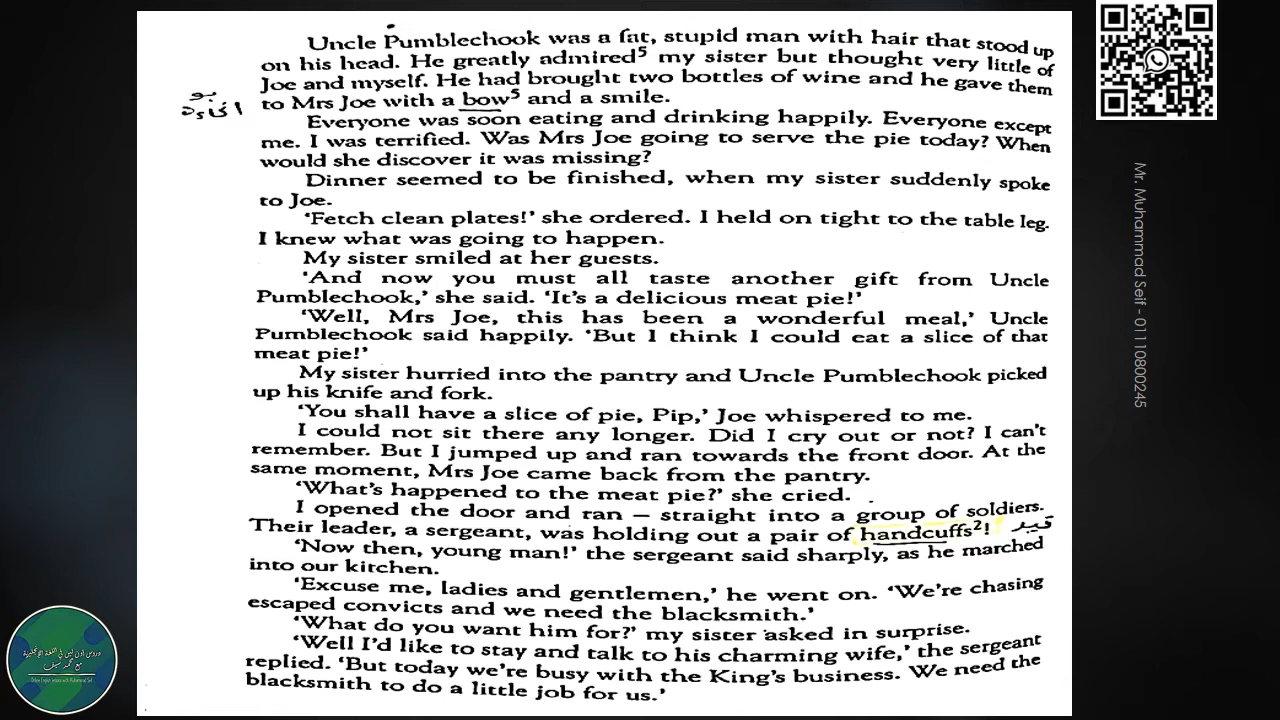 Uncle Pumblechook was a fat, stupid man with hair that stood up
on his head. He greatly admired⁵ my sister but thought very little of
Joe and myself. He had brought two bottles of wine and he gave them
to Mrs Joe with a bow⁵ and a smile.
بو
انحناءة
Everyone was soon eating and drinking happily. Everyone except
me. I was terrified. Was Mrs Joe going to serve the pie today? When
would she discover it was missing?
Dinner seemed to be finished, when my sister suddenly spoke
to Joe.
‘Fetch clean plates!’ she ordered. I held on tight to the table leg.
I knew what was going to happen.
My sister smiled at her guests.
‘And now you must all taste another gift from Uncle
Pumblechook,’ she said. ‘It’s a delicious meat pie!’
‘Well, Mrs Joe, this has been a wonderful meal,’ Uncle
Pumblechook said happily. ‘But I think I could eat a slice of that
meat pie!’
My sister hurried into the pantry and Uncle Pumblechook picked
up his knife and fork.
‘You shall have a slice of pie, Pip,’ Joe whispered to me.
I could not sit there any longer. Did I cry out or not? I can’t
remember. But I jumped up and ran towards the front door. At the
same moment, Mrs Joe came back from the pantry.
‘What’s happened to the meat pie?’ she cried.
I opened the door and ran – straight into a group of soldiers.
Their leader, a sergeant, was holding out a pair of handcuffs²!
قيد
‘Now then, young man!’ the sergeant said sharply, as he marched
into our kitchen.
‘Excuse me, ladies and gentlemen,’ he went on. ‘We’re chasing
escaped convicts and we need the blacksmith.’
‘What do you want him for?’ my sister asked in surprise.
‘Well I’d like to stay and talk to his charming wife,’ the sergeant
replied. ‘But today we’re busy with the King’s business. We need the
blacksmith to do a little job for us.’
Mr. Muhammad Seif - 01110800245
دروس اون لين في اللغة الإنجليزية
مع محمد سيف
Online English Lessons with Muhammad Seif